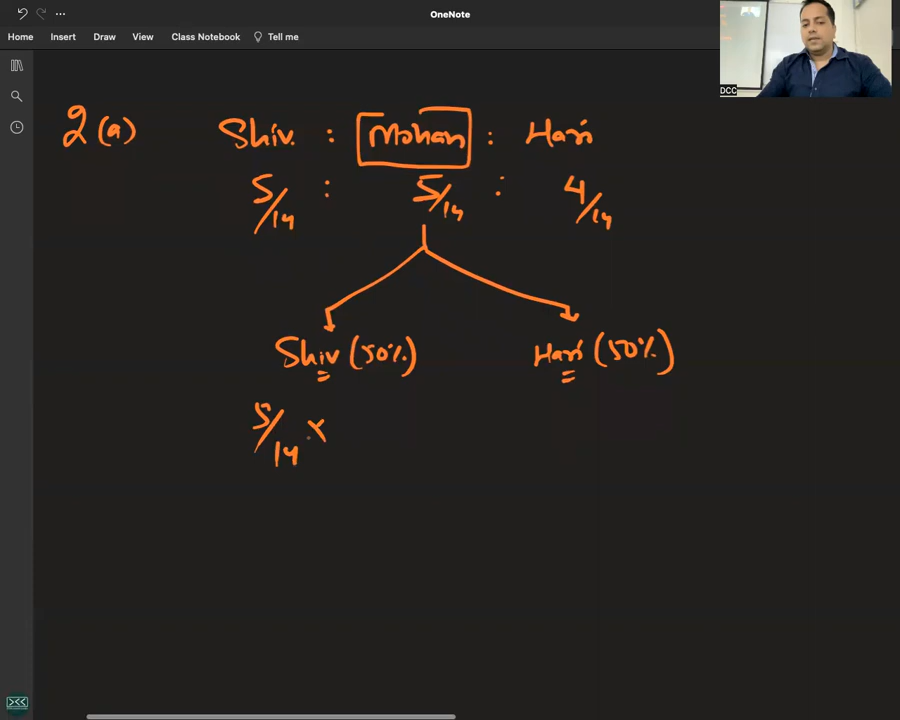 OneNote
Home Insert Draw View Class Notebook Tell me
DCC
2(a) Shiv : Mohan : Hari
5/14 : 5/14 : 4/14
Shiv (50%) Hari (50%)
5/14 x